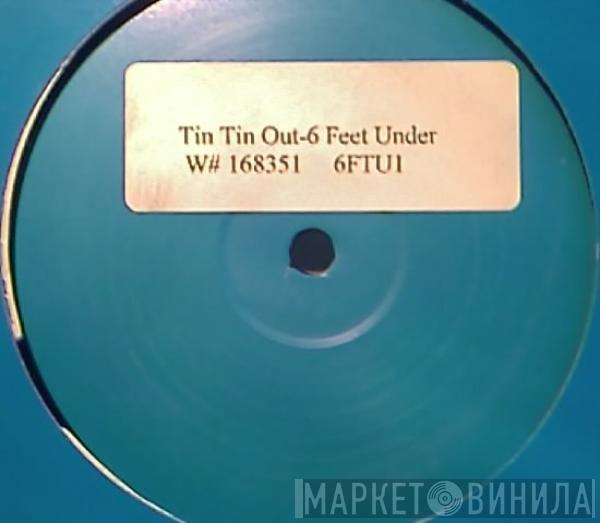 Tin Tin Out-6 Feet Under
W# 168351 6FTU1
МАРКЕТ ВИНИЛА